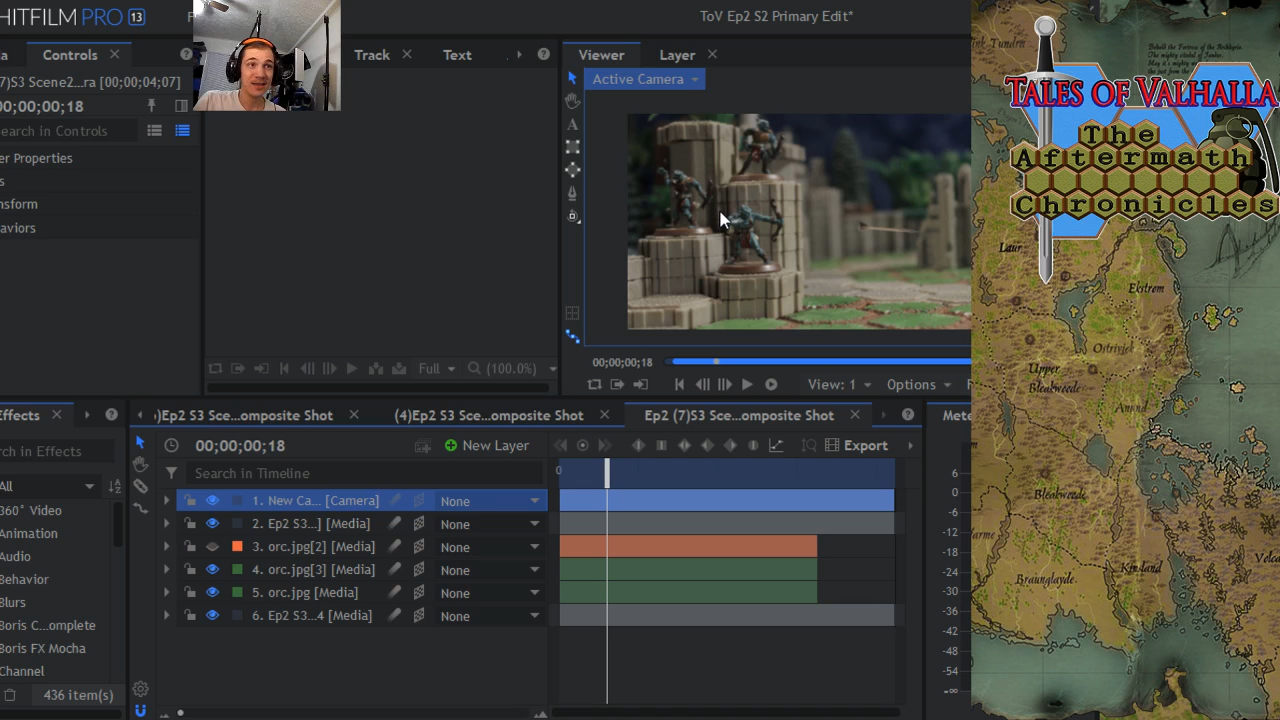 HITFILM PRO 13
F
ToV Ep2 S2 Primary Edit*
a Controls
Track
Text
Viewer
Layer
7)S3 Scene2...ra [00;00;04;07]
Active Camera
00;00;00;18
earch in Controls
er Properties
s
nsform
aviors
Full
(100.0%)
00;00;00;18
View: 1
Options
F
Effects
)Ep2 S3 Sce...omposite Shot
(4)Ep2 S3 Sce...omposite Shot
Ep2 (7)S3 Sce...omposite Shot
Mete
ch in Effects
00;00;00;18
New Layer
Export
All
Search in Timeline
0
360° Video
Animation
Audio
Behavior
Blurs
Boris C...omplete
Boris FX Mocha
Channel
436 item(s)
1. New Ca... [Camera]
None
2. Ep2 S3...] [Media]
None
3. orc.jpg[2] [Media]
None
4. orc.jpg[3] [Media]
None
5. orc.jpg [Media]
None
6. Ep2 S3...4 [Media]
None
6
0
-6
-12
-18
-24
-30
-36
-42
-48
-54
-∞
TALES OF VALHALLA
The
Aftermath
Chronicles
Laur
Ekstrom
Ostrivjek
Upper
Bleakweode
Anund
Bleakweode
Kinsland
Braunglayde